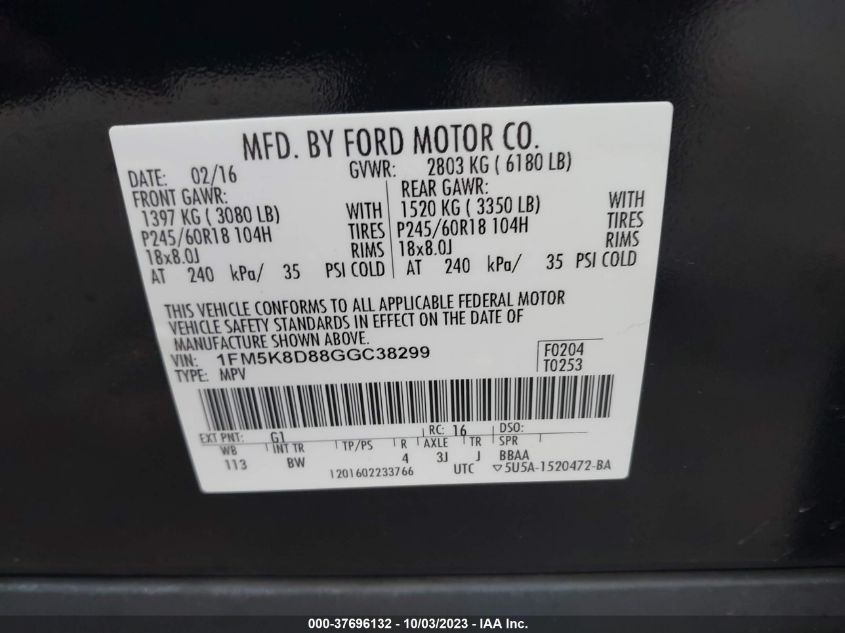 MFD. BY FORD MOTOR CO.
DATE: 02/16 GVWR: 2803 KG ( 6180 LB)
FRONT GAWR: REAR GAWR:
1397 KG ( 3080 LB) WITH 1520 KG ( 3350 LB) WITH
P245/60R18 104H TIRES P245/60R18 104H TIRES
18x8.0J RIMS 18x8.0J RIMS
AT 240 kPa/ 35 PSI COLD AT 240 kPa/ 35 PSI COLD
THIS VEHICLE CONFORMS TO ALL APPLICABLE FEDERAL MOTOR
VEHICLE SAFETY STANDARDS IN EFFECT ON THE DATE OF
MANUFACTURE SHOWN ABOVE.
VIN: 1FM5K8D88GGC38299 F0204
TYPE: MPV T0253
EXT PNT: G1 RC: 16 DSO:
WB INT TR TP/PS R AXLE TR SPR
113 BW 4 3J J BBAA
1201602233766 UTC ▽5U5A-1520472-BA
000-37696132 - 10/03/2023 - IAA Inc.